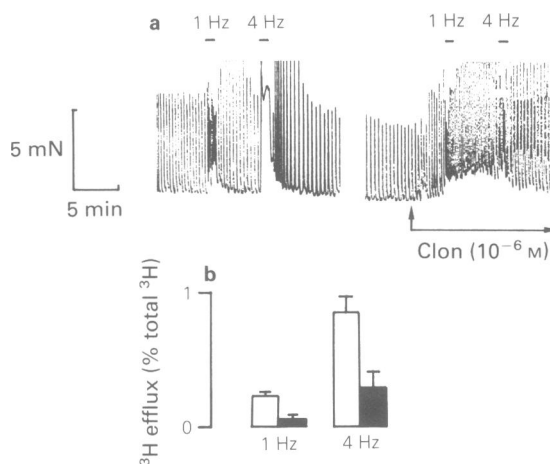 a
1 Hz 4 Hz 1 Hz 4 Hz
5 mN
5 min
Clon (10⁻⁶ M)
b
³H efflux (% total ³H)
1
0
1 Hz 4 Hz